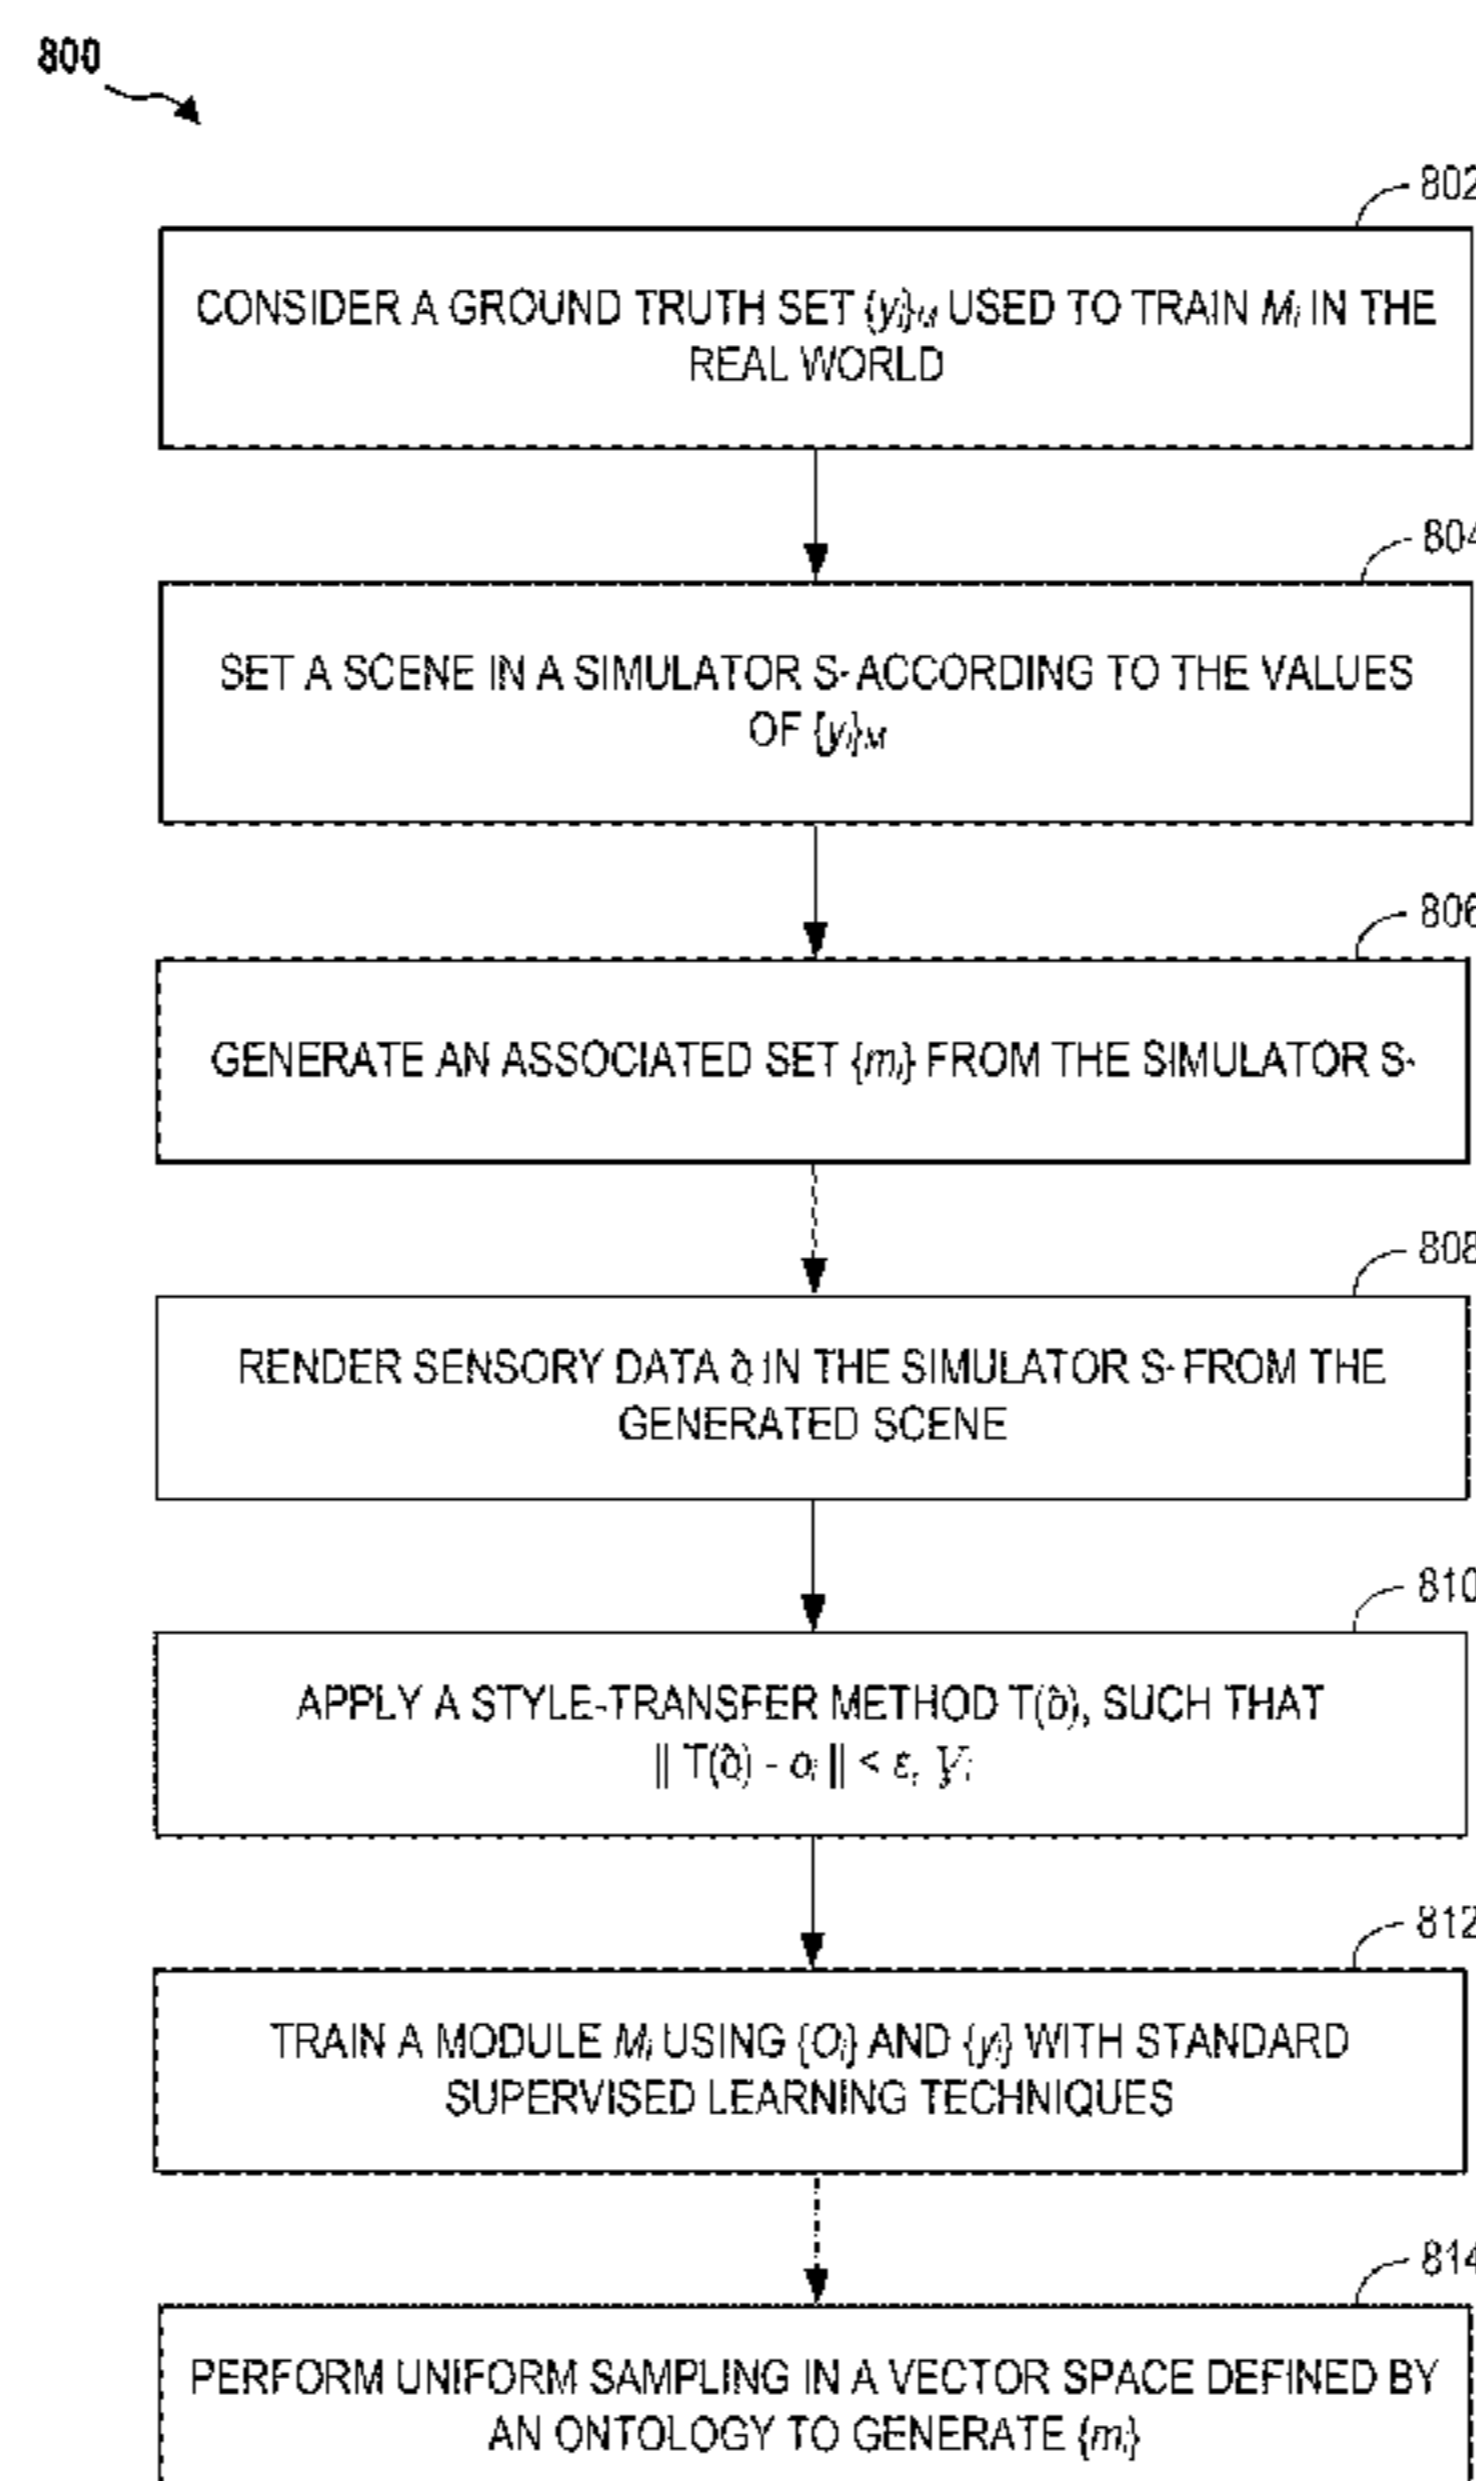 800
802
CONSIDER A GROUND TRUTH SET {yᵢ}M USED TO TRAIN Mᵢ IN THE
REAL WORLD
804
SET A SCENE IN A SIMULATOR S- ACCORDING TO THE VALUES
OF {yᵢ}M
806
GENERATE AN ASSOCIATED SET {mᵢ} FROM THE SIMULATOR S-
808
RENDER SENSORY DATA IN THE SIMULATOR S- FROM THE
GENERATED SCENE
810
APPLY A STYLE-TRANSFER METHOD T(õ), SUCH THAT
|| T(õ) - oᵢ || < ε, ∀ᵢ
812
TRAIN A MODULE Mᵢ USING {Oᵢ} AND {yᵢ} WITH STANDARD
SUPERVISED LEARNING TECHNIQUES
814
PERFORM UNIFORM SAMPLING IN A VECTOR SPACE DEFINED BY
AN ONTOLOGY TO GENERATE {mᵢ}